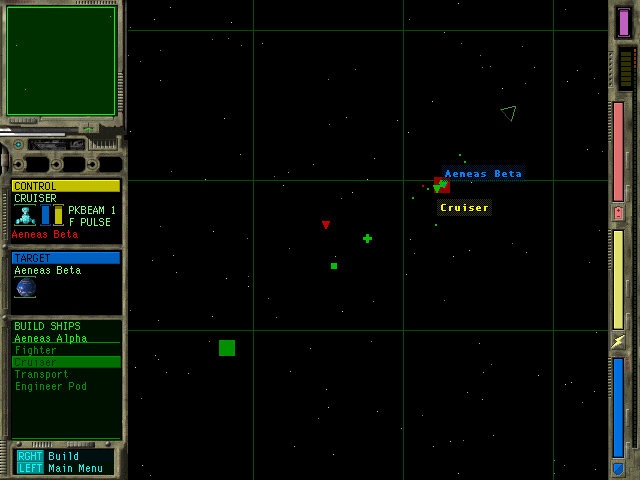 CONTROL
CRUISER
PKBEAM 1
F PULSE
Aeneas Beta
TARGET
Aeneas Beta
BUILD SHIPS
Aeneas Alpha
Fighter
Cruiser
Transport
Engineer Pod
RGHT Build
LEFT Main Menu
Aeneas Beta
Cruiser